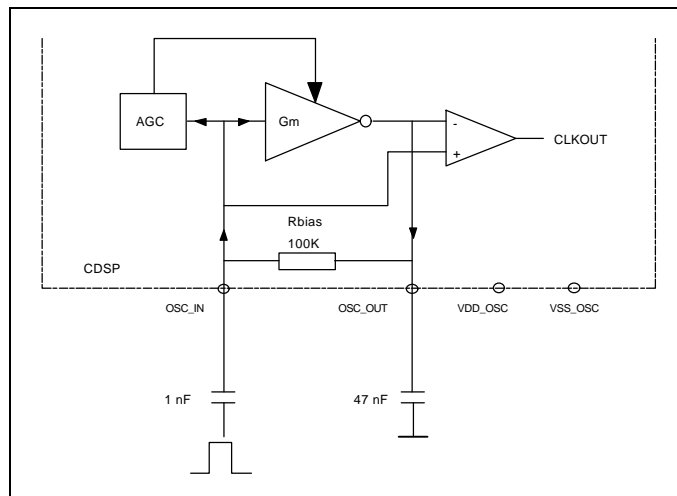 AGC
Gm
-
+
CLKOUT
Rbias
100K
CDSP
OSC_IN
OSC_OUT
VDD_OSC
VSS_OSC
1 nF
47 nF